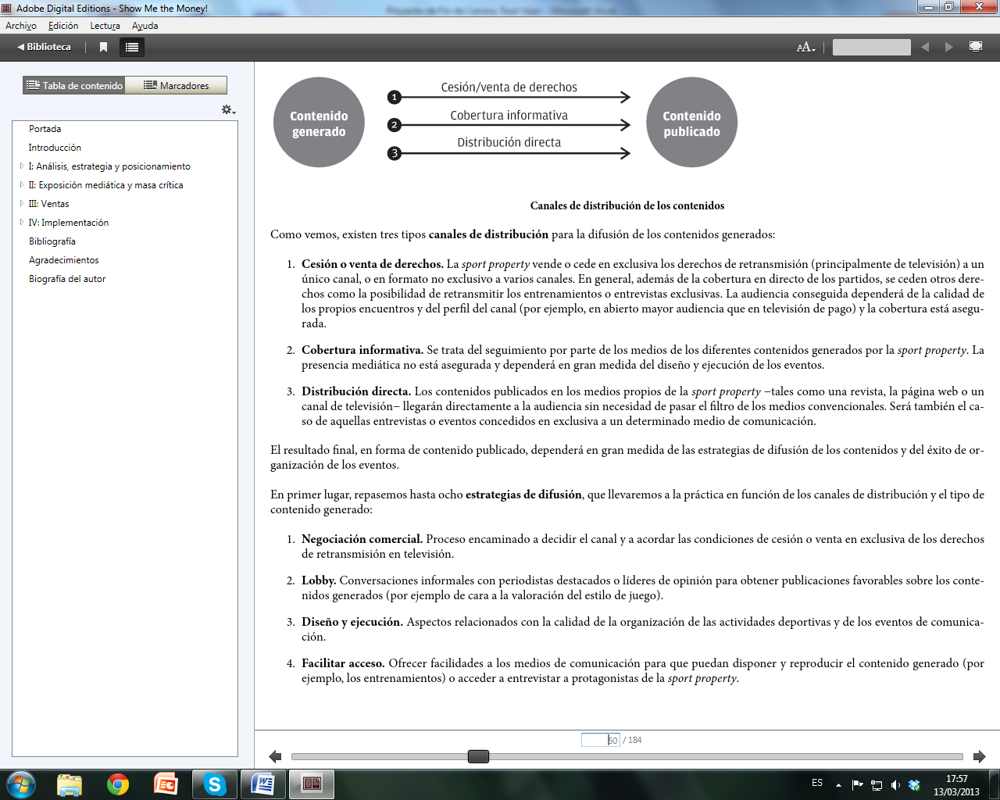 Adobe Digital Editions - Show Me the Money!
Archivo Edición Lectura Ayuda
Biblioteca
AA
Tabla de contenido Marcadores
Portada
Introducción
I: Análisis, estrategia y posicionamiento
II: Exposición mediática y masa crítica
III: Ventas
IV: Implementación
Bibliografía
Agradecimientos
Biografía del autor
Contenido
generado
1 Cesión/venta de derechos
2 Cobertura informativa
3 Distribución directa
Contenido
publicado
Canales de distribución de los contenidos
Como vemos, existen tres tipos canales de distribución para la difusión de los contenidos generados:
1. Cesión o venta de derechos. La sport property vende o cede en exclusiva los derechos de retransmisión (principalmente de televisión) a un
único canal, o en formato no exclusivo a varios canales. En general, además de la cobertura en directo de los partidos, se ceden otros dere-
chos como la posibilidad de retransmitir los entrenamientos o entrevistas exclusivas. La audiencia conseguida dependerá de la calidad de
los propios encuentros y del perfil del canal (por ejemplo, en abierto mayor audiencia que en televisión de pago) y la cobertura está asegu-
rada.
2. Cobertura informativa. Se trata del seguimiento por parte de los medios de los diferentes contenidos generados por la sport property. La
presencia mediática no está asegurada y dependerá en gran medida del diseño y ejecución de los eventos.
3. Distribución directa. Los contenidos publicados en los medios propios de la sport property −tales como una revista, la página web o un
canal de televisión− llegarán directamente a la audiencia sin necesidad de pasar el filtro de los medios convencionales. Será también el ca-
so de aquellas entrevistas o eventos concedidos en exclusiva a un determinado medio de comunicación.
El resultado final, en forma de contenido publicado, dependerá en gran medida de las estrategias de difusión de los contenidos y del éxito de or-
ganización de los eventos.
En primer lugar, repasemos hasta ocho estrategias de difusión, que llevaremos a la práctica en función de los canales de distribución y el tipo de
contenido generado:
1. Negociación comercial. Proceso encaminado a decidir el canal y a acordar las condiciones de cesión o venta en exclusiva de los derechos
de retransmisión en televisión.
2. Lobby. Conversaciones informales con periodistas destacados o líderes de opinión para obtener publicaciones favorables sobre los conte-
nidos generados (por ejemplo de cara a la valoración del estilo de juego).
3. Diseño y ejecución. Aspectos relacionados con la calidad de la organización de las actividades deportivas y de los eventos de comunica-
ción.
4. Facilitar acceso. Ofrecer facilidades a los medios de comunicación para que puedan disponer y reproducir el contenido generado (por
ejemplo, los entrenamientos) o acceder a entrevistar a protagonistas de la sport property.
50 / 184
ES
17:57
13/03/2013